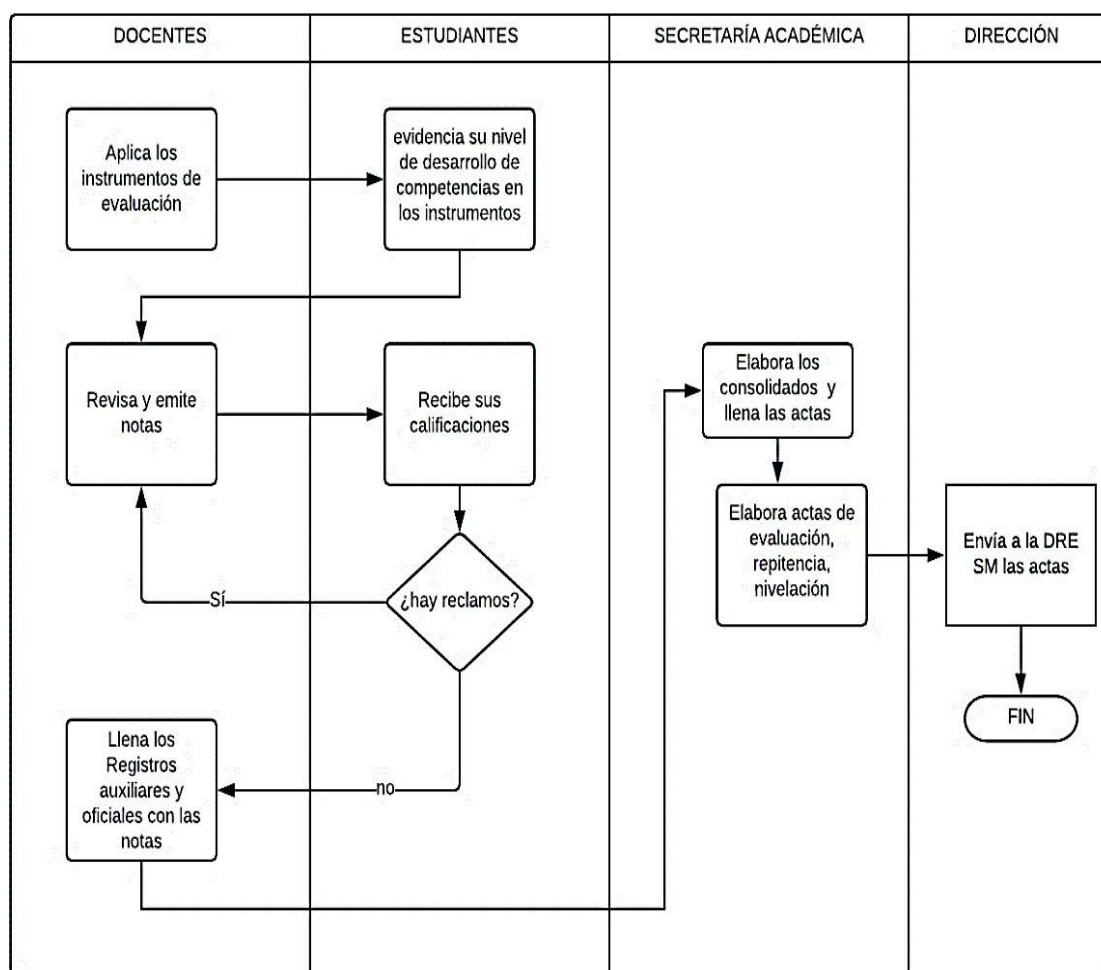 DOCENTES
ESTUDIANTES
SECRETARÍA ACADÉMICA
DIRECCIÓN
Aplica los
instrumentos de
evaluación
evidencia su nivel
de desarrollo de
competencias en
los instrumentos
Revisa y emite
notas
Recibe sus
calificaciones
¿hay reclamos?
Sí
no
Llena los
Registros
auxiliares y
oficiales con las
notas
Elabora los
consolidados y
llena las actas
Elabora actas de
evaluación,
repitencia,
nivelación
Envía a la DRE
SM las actas
FIN